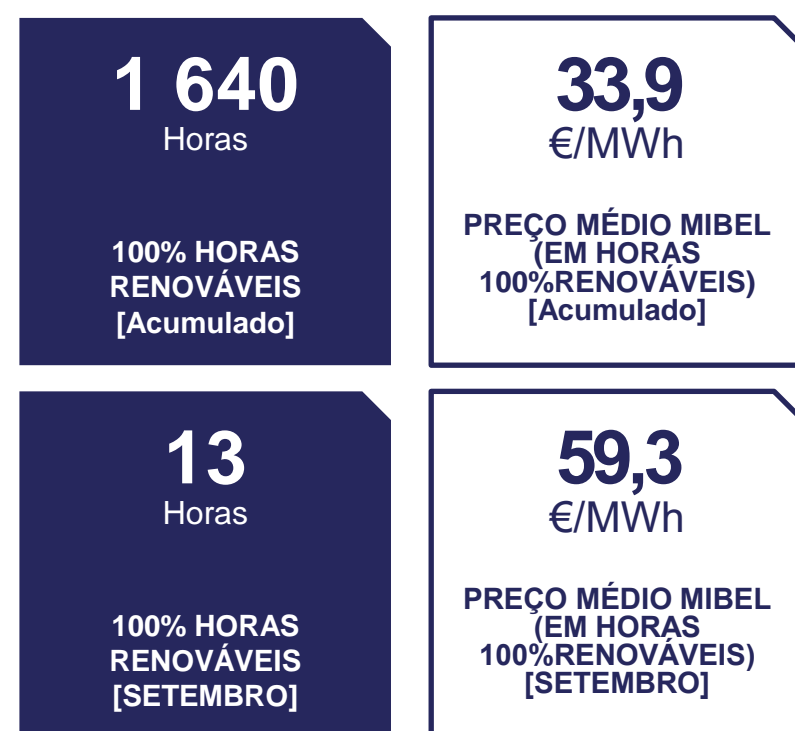 1 640
Horas
100% HORAS
RENOVÁVEIS
[Acumulado]
33,9
€/MWh
PREÇO MÉDIO MIBEL
(EM HORAS
100%RENOVÁVEIS)
[Acumulado]
13
Horas
100% HORAS
RENOVÁVEIS
[SETEMBRO]
59,3
€/MWh
PREÇO MÉDIO MIBEL
(EM HORAS
100%RENOVÁVEIS)
[SETEMBRO]